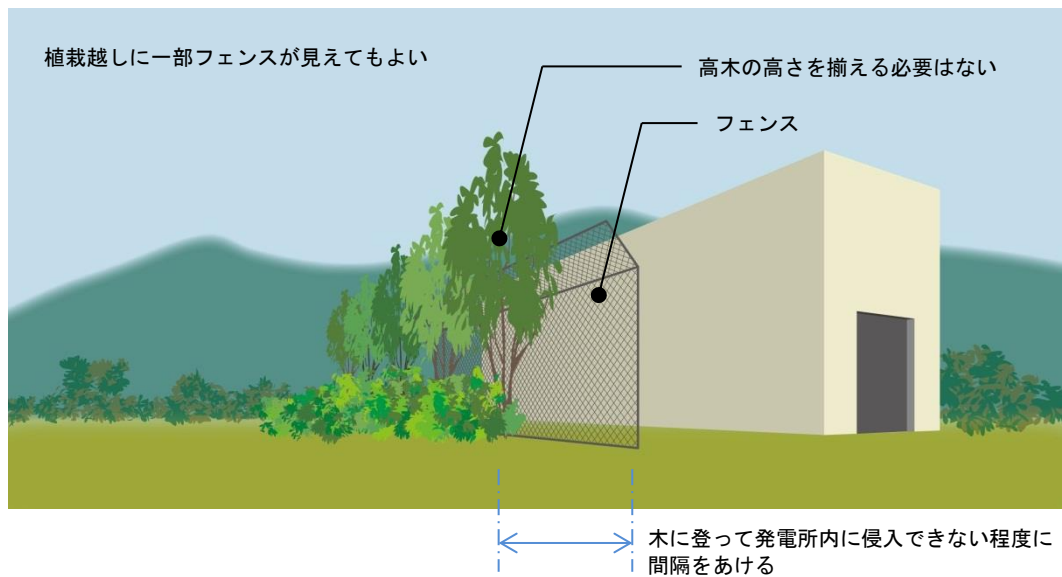 植栽越しに一部フェンスが見えてもよい
高木の高さを揃える必要はない
フェンス
木に登って発電所内に侵入できない程度に
間隔をあける